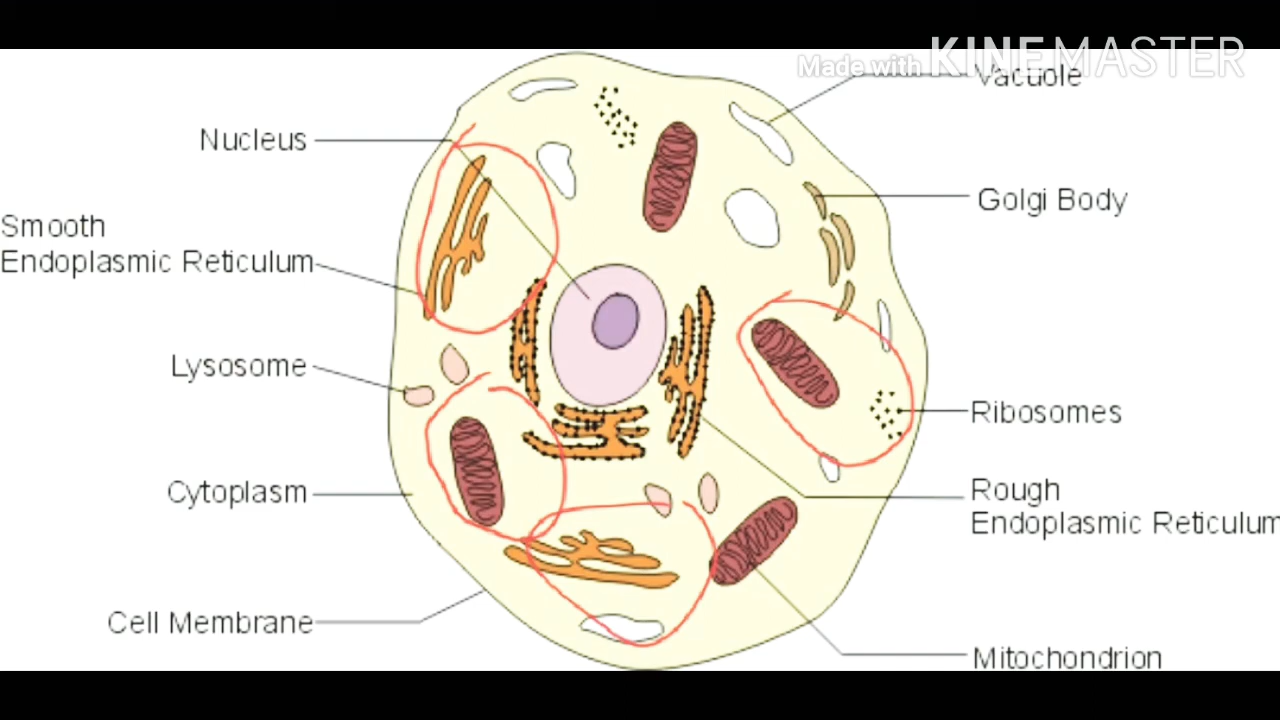 Made with KINEMASTER
Vacuole
Nucleus
Golgi Body
Smooth
Endoplasmic Reticulum
Lysosome
Ribosomes
Cytoplasm
Rough
Endoplasmic Reticulum
Cell Membrane
Mitochondrion